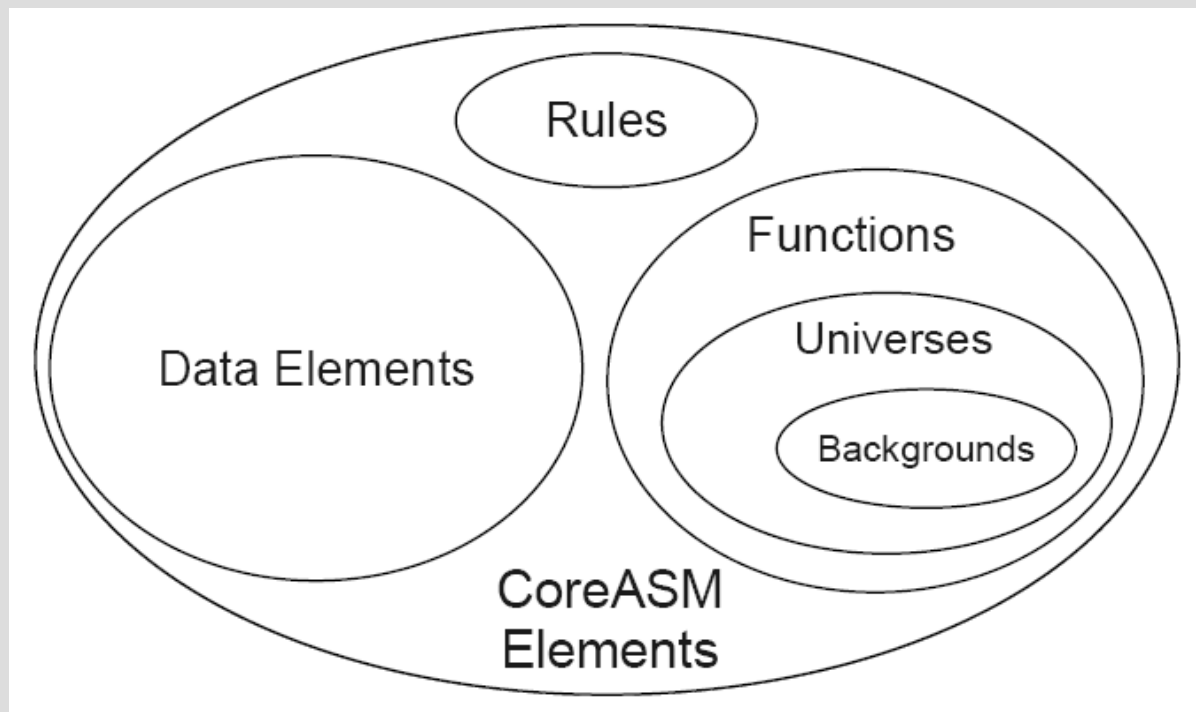 Rules
Functions
Universes
Data Elements
Backgrounds
CoreASM
Elements